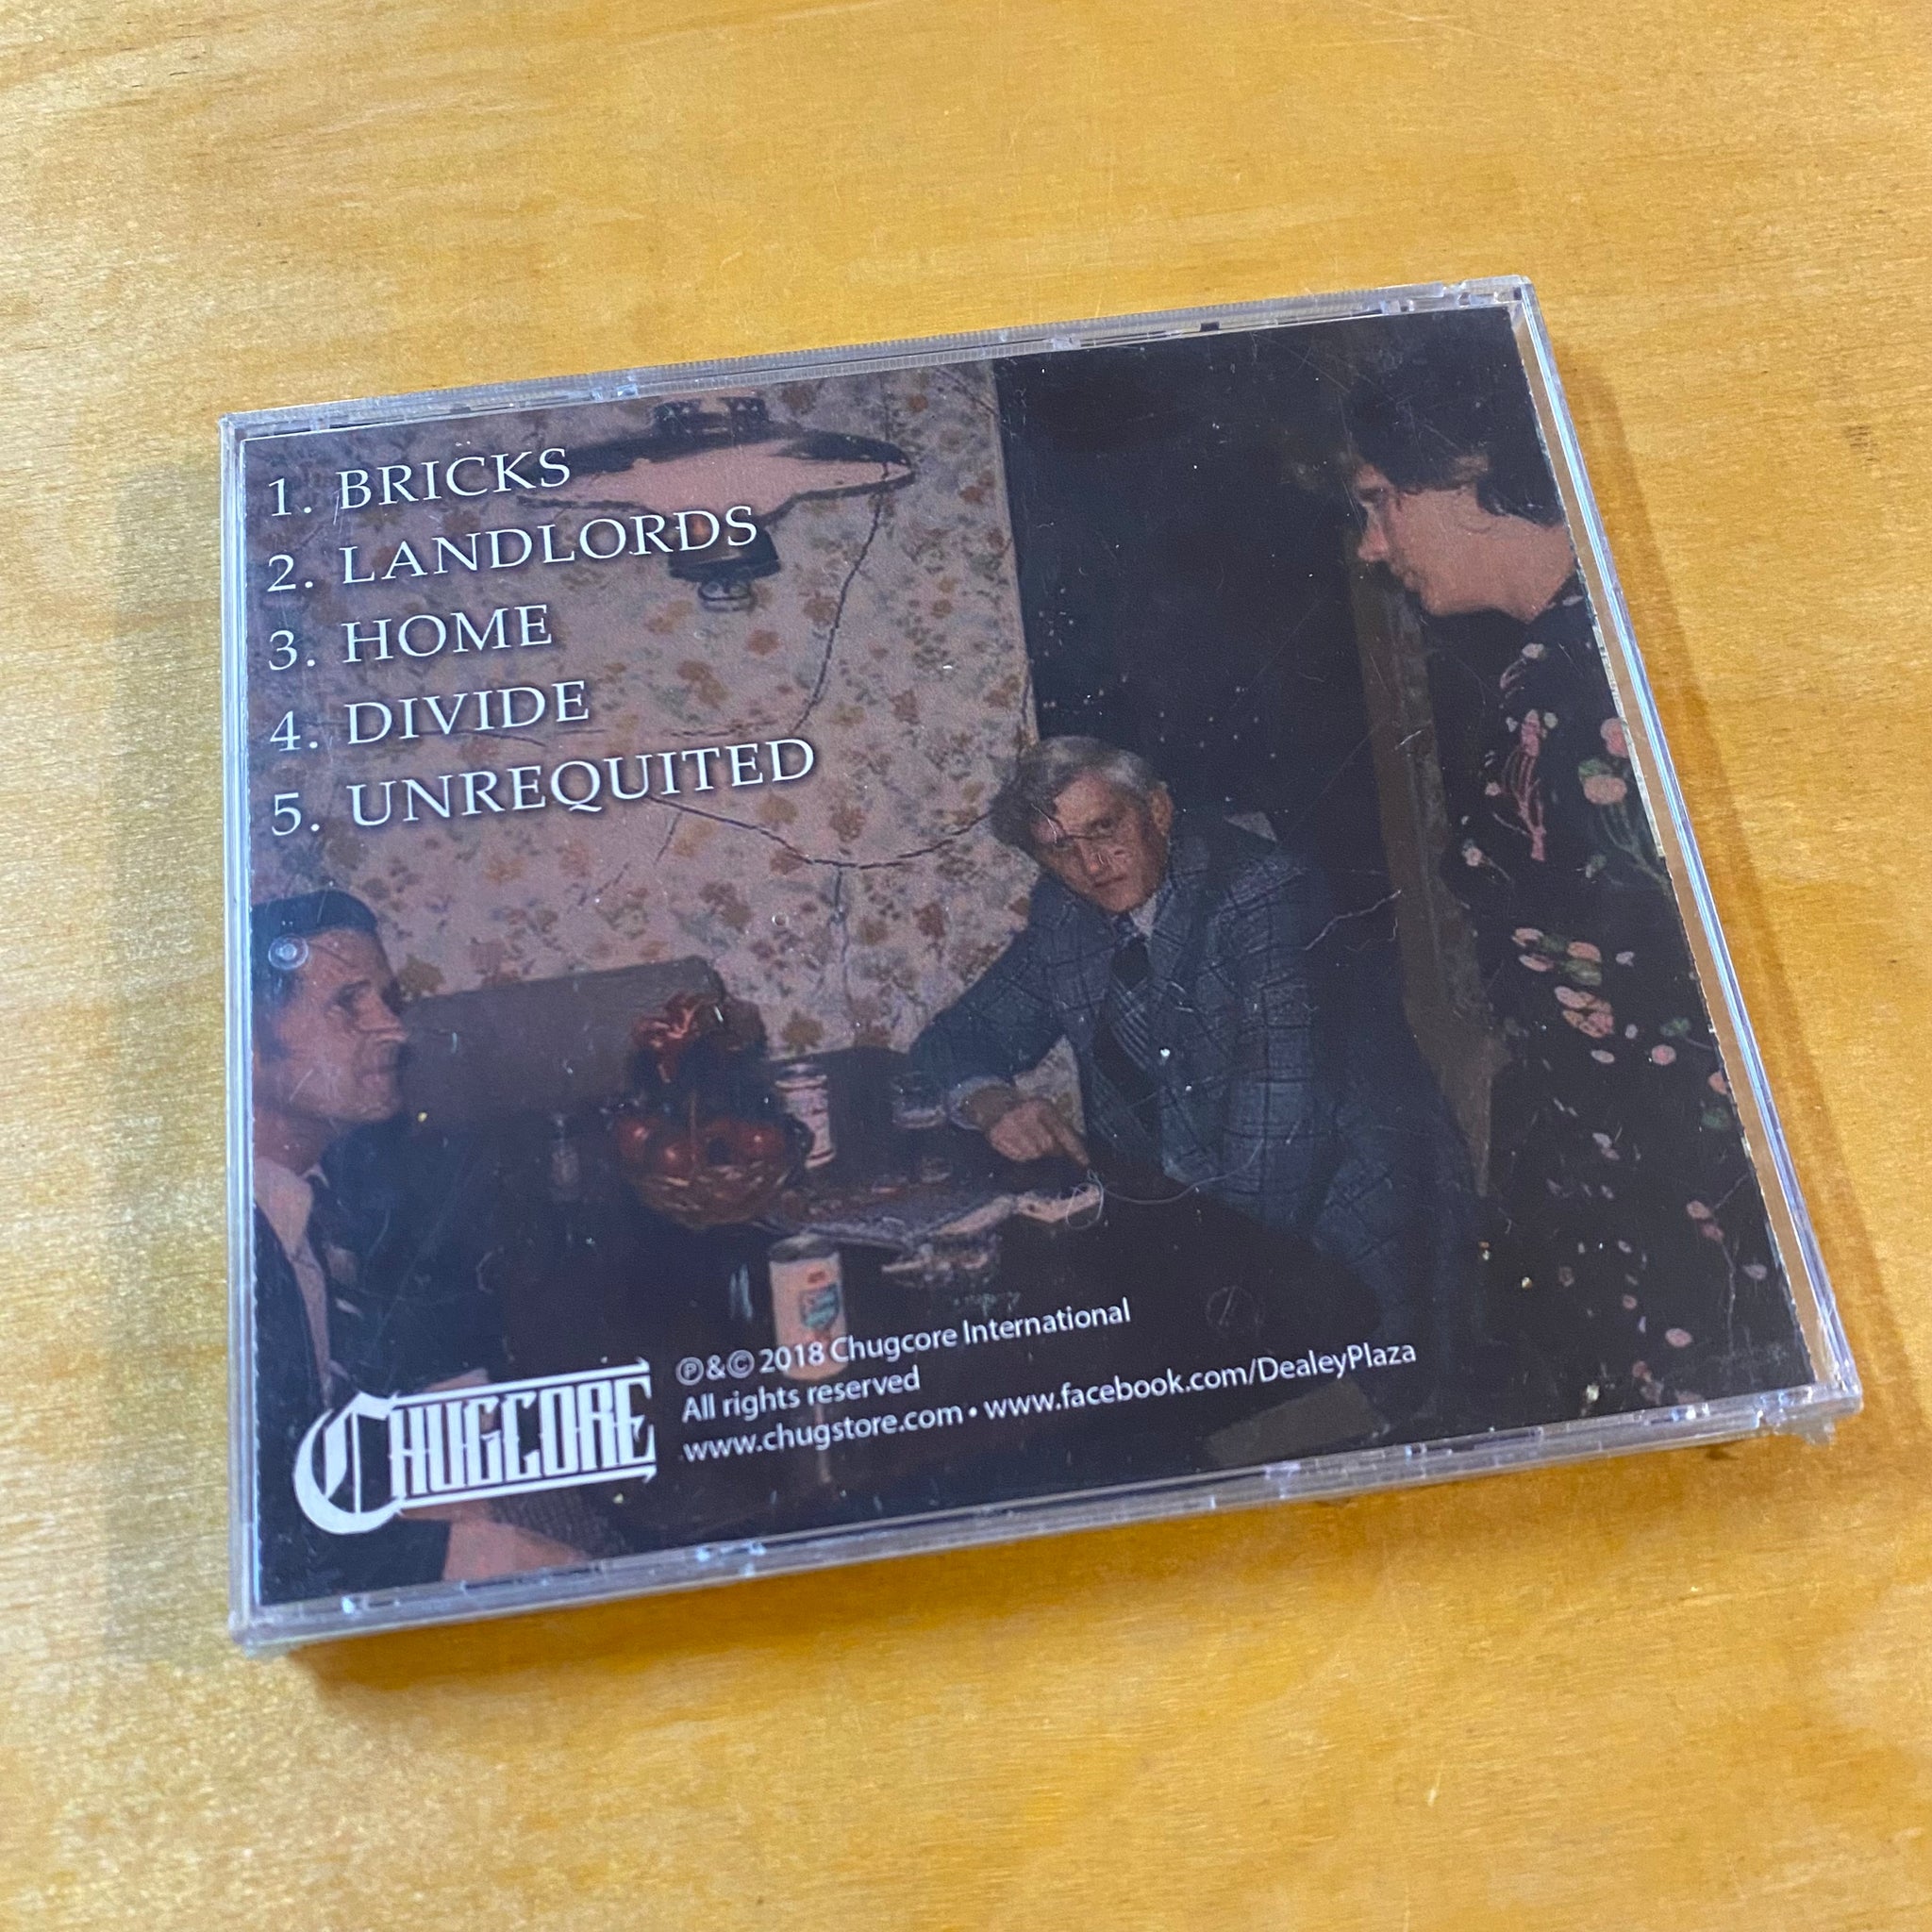 1. BRICKS
2. LANDLORDS
3. HOME
4. DIVIDE
5. UNREQUITED
CHUGCORE
℗&© 2018 Chugcore International
All rights reserved
www.chugstore.com • www.facebook.com/DealeyPlaza